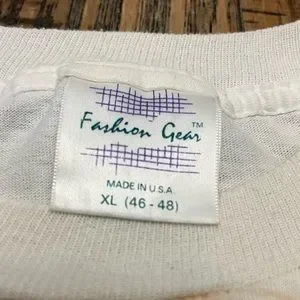 Fashion Gear™
MADE IN U.S.A
XL (46-48)